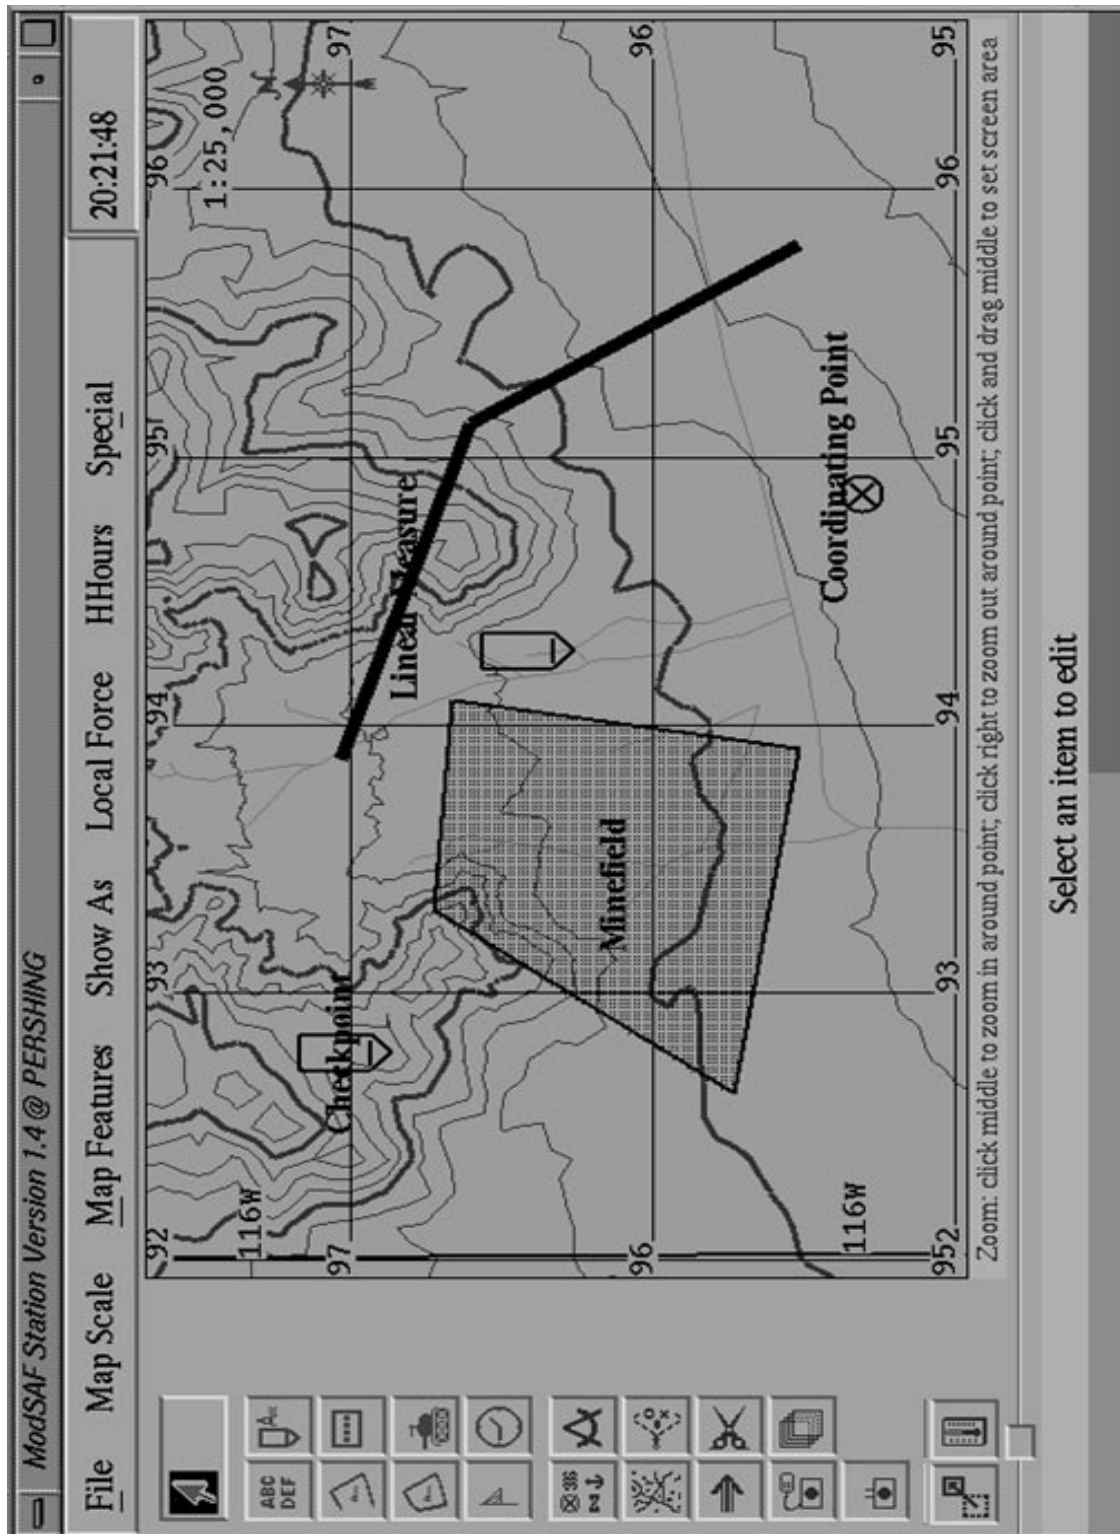 ModSAF Station Version 1.4 @ PERSHING
File Map Scale Map Features Show As Local Force HHours Special 20:21:48
92 93 94 95 96
1:25,000
N
116W
97 97
Checkpoint
Linear Measure
ABC
DEF
Minefield
96 96
Coordinating Point
116W
952 93 94 95 96 95
Zoom: click middle to zoom in around point; click right to zoom out around point; click and drag middle to set screen area
Select an item to edit